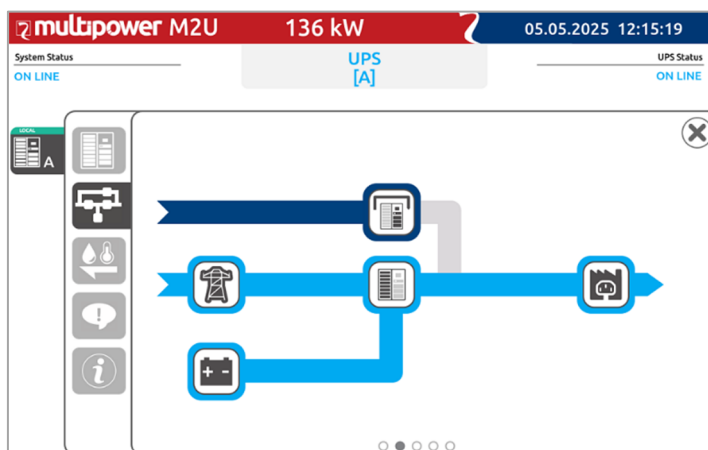 multipower M2U 136 kW 05.05.2025 12:15:19
System Status UPS UPS Status
ON LINE [A] ON LINE
LOCAL
A